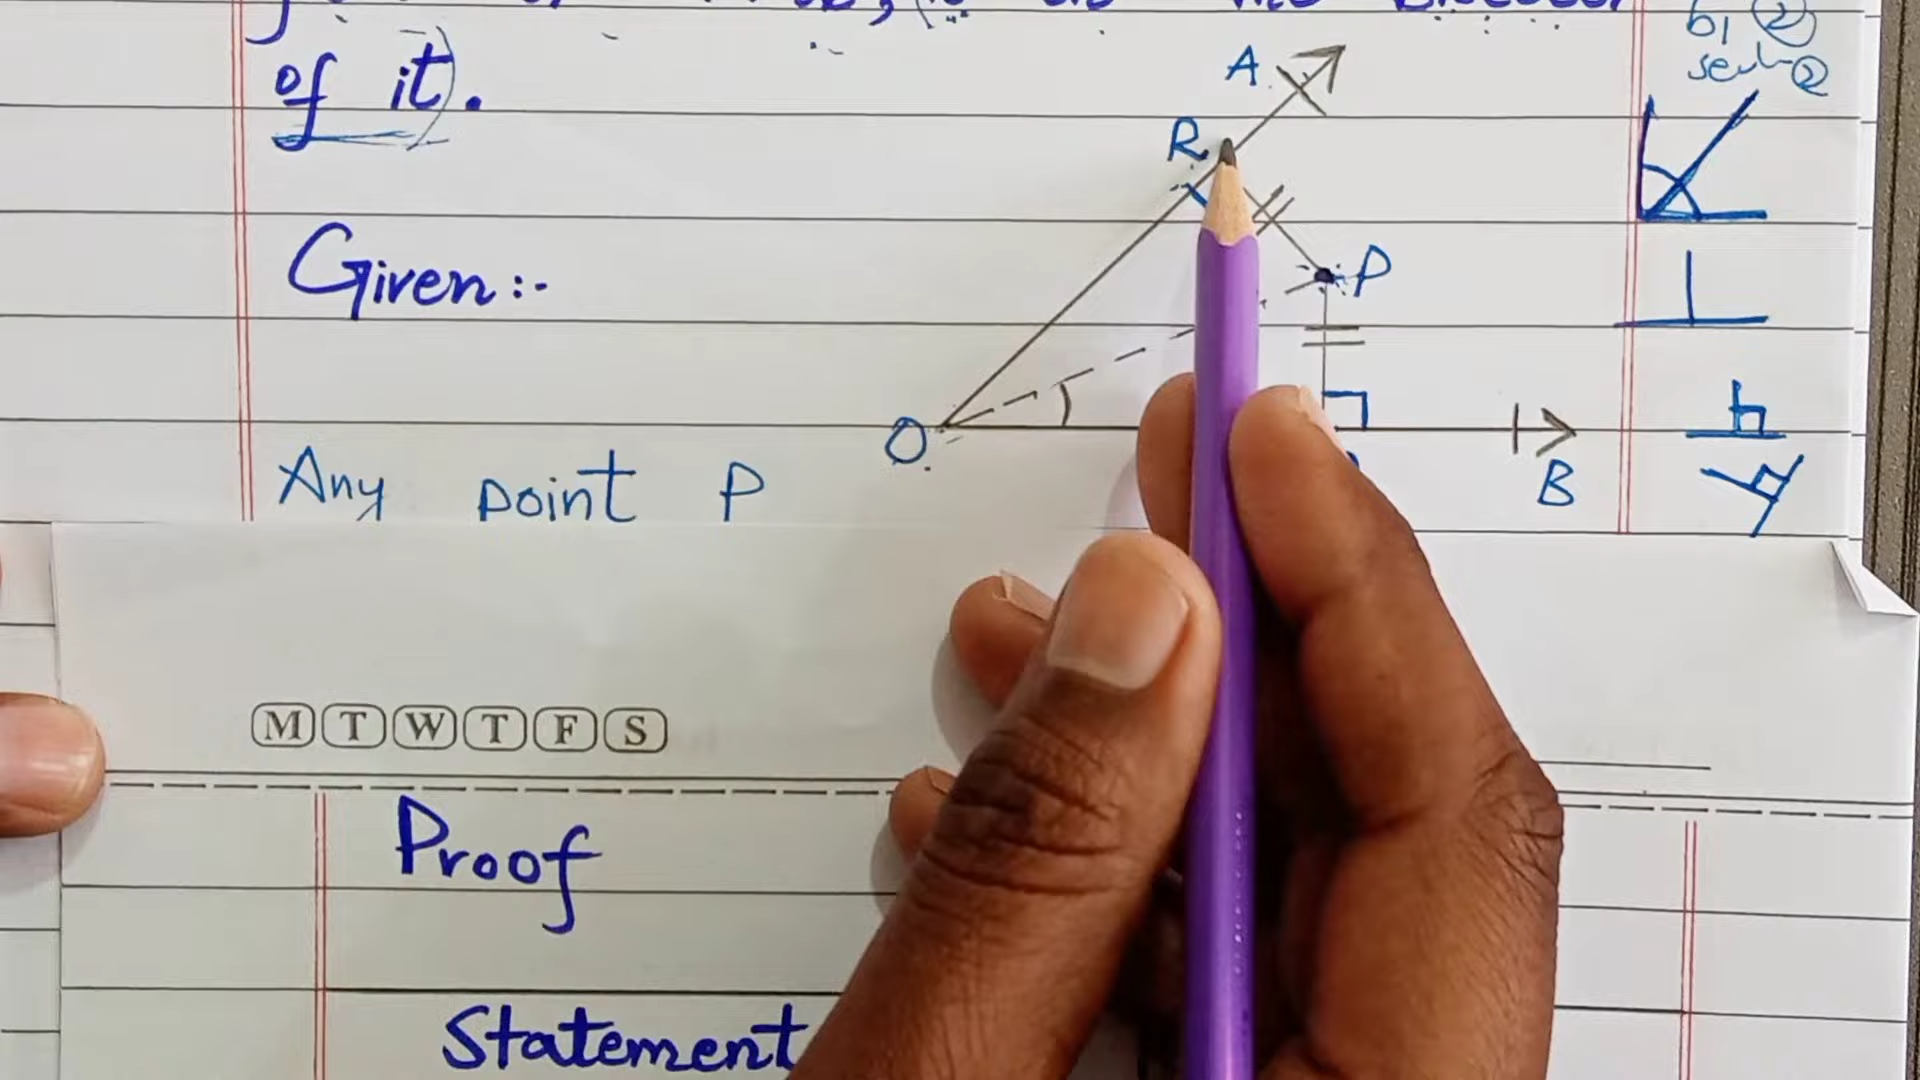 of it).
A
R
Given:-
P
O
Any point P
B
M T W T F S
Proof
Statement